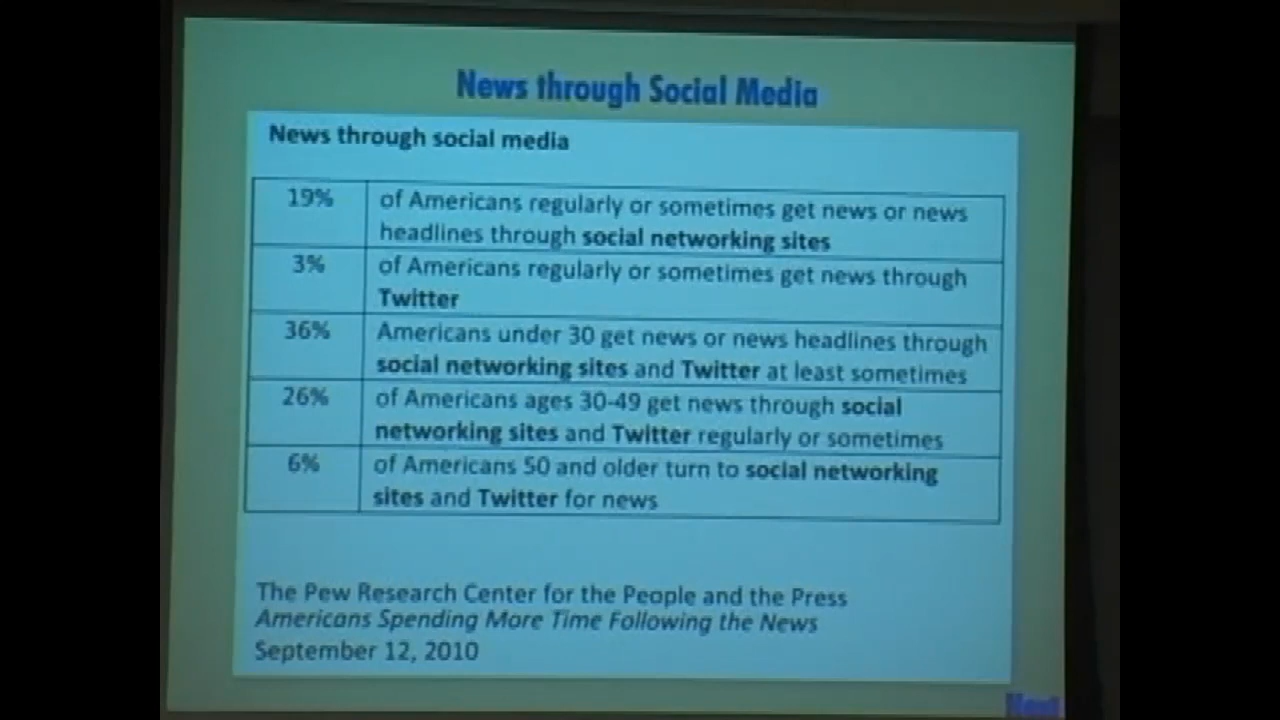 News through Social Media
News through social media
19%
of Americans regularly or sometimes get news or news
headlines through social networking sites
3%
of Americans regularly or sometimes get news through
Twitter
36%
Americans under 30 get news or news headlines through
social networking sites and Twitter at least sometimes
26%
of Americans ages 30-49 get news through social
networking sites and Twitter regularly or sometimes
6%
of Americans 50 and older turn to social networking
sites and Twitter for news
The Pew Research Center for the People and the Press
Americans Spending More Time Following the News
September 12, 2010
Next